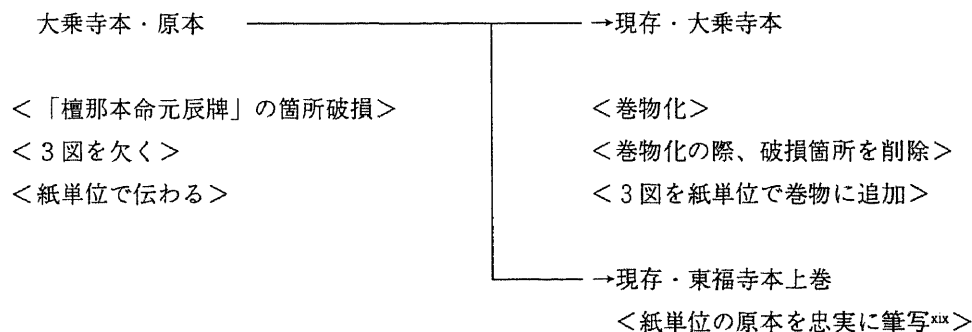 大乗寺本・原本 →現存・大乗寺本
＜「檀那本命元辰牌」の箇所破損＞ ＜巻物化＞
＜3図を欠く＞ ＜巻物化の際、破損箇所を削除＞
＜紙単位で伝わる＞ ＜3図を紙単位で巻物に追加＞
→現存・東福寺本上巻
＜紙単位の原本を忠実に筆写xix＞